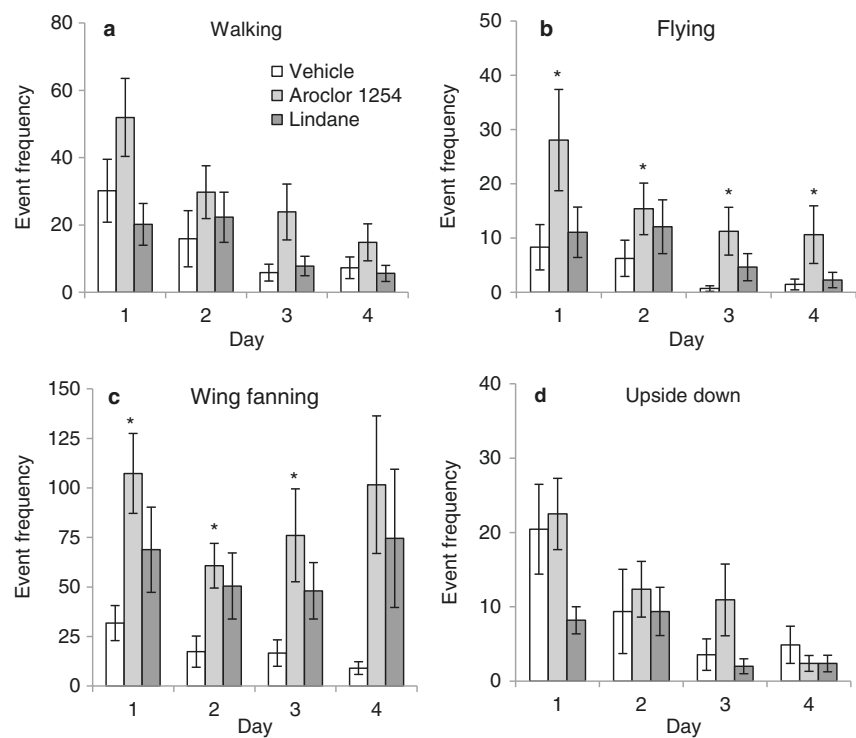 a Walking
Event frequency
80
60
40
20
0
Vehicle
Aroclor 1254
Lindane
1 2 3 4
Day
b Flying
Event frequency
50
40
30
20
10
0
*
*
*
*
1 2 3 4
Day
c Wing fanning
Event frequency
150
125
100
75
50
25
0
*
*
*
1 2 3 4
Day
d Upside down
Event frequency
40
30
20
10
0
1 2 3 4
Day